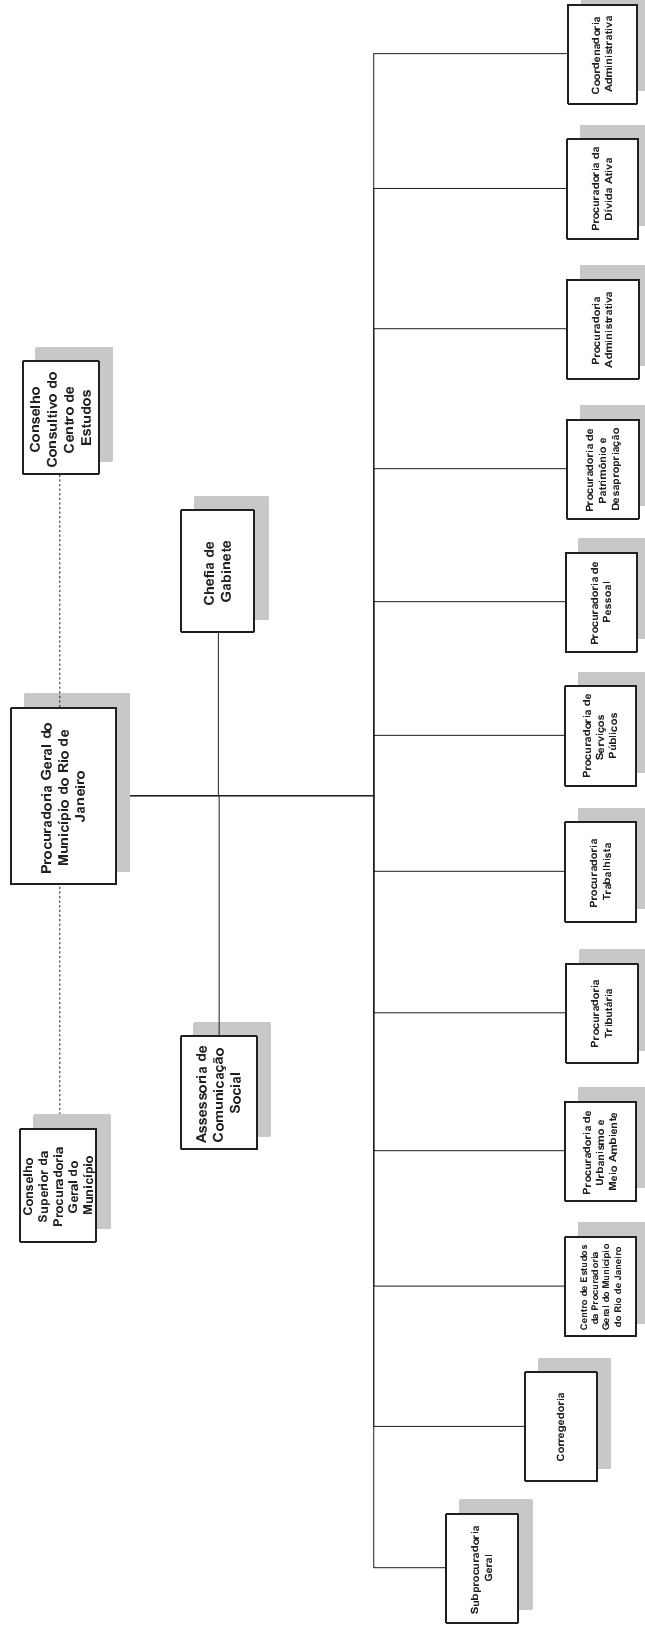 Conselho
Superior da
Procuradoria
Geral do
Município
Procuradoria Geral do
Município do Rio de
Janeiro
Conselho
Consultivo do
Centro de
Estudos
Assessoria de
Comunicação
Social
Chefia de
Gabinete
Subprocuradoria
Geral
Corregedoria
Centro de Estudos
da Procuradoria
Geral do Município
do Rio de Janeiro
Procuradoria de
Urbanismo e
Meio Ambiente
Procuradoria
Tributária
Procuradoria
Trabalhista
Procuradoria de
Serviços
Públicos
Procuradoria de
Pessoal
Procuradoria de
Patrimônio e
Desapropriação
Procuradoria
Administrativa
Procuradoria da
Dívida Ativa
Coordenadoria
Administrativa